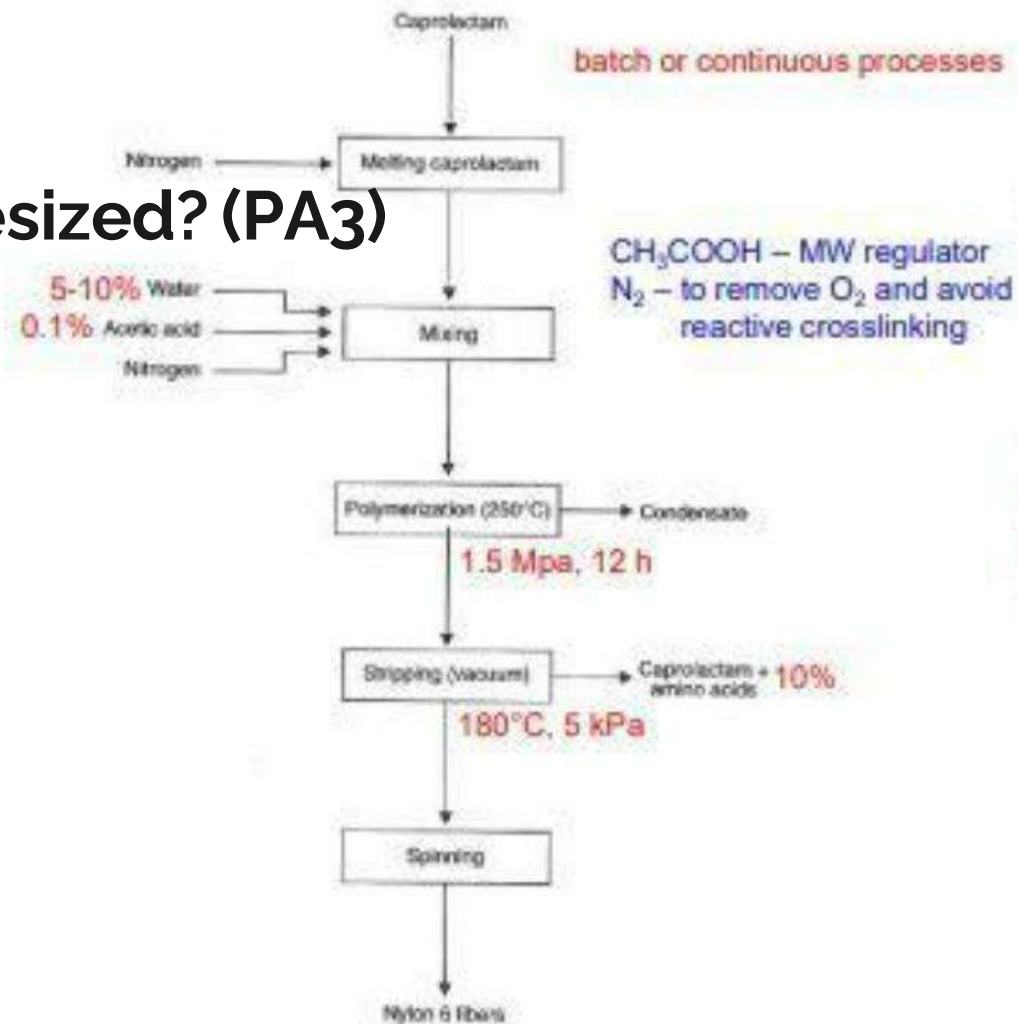 Caprolactam
batch or continuous processes
Nitrogen
Melting caprolactam
esized? (PA3)
CH₃COOH – MW regulator
N₂ – to remove O₂ and avoid
reactive crosslinking
5-10% Water
0.1% Acetic acid
Nitrogen
Mixing
Polymerization (250°C)
Condensate
1.5 Mpa, 12 h
Stripping (vacuum)
Caprolactam +
amino acids
10%
180°C, 5 kPa
Spinning
Nylon 6 fibers